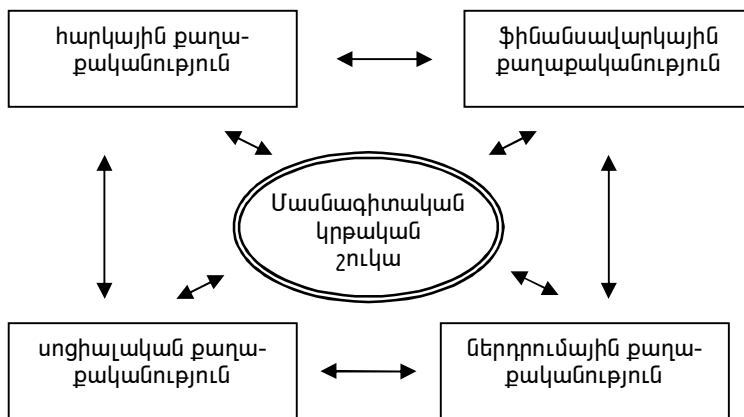 հարկային քաղա-
քականություն
ֆինանսավարկային
քաղաքականություն
Մասնագիտական
կրթական
շուկա
սոցիալական քաղա-
քականություն
ներդրումային քաղա-
քականություն